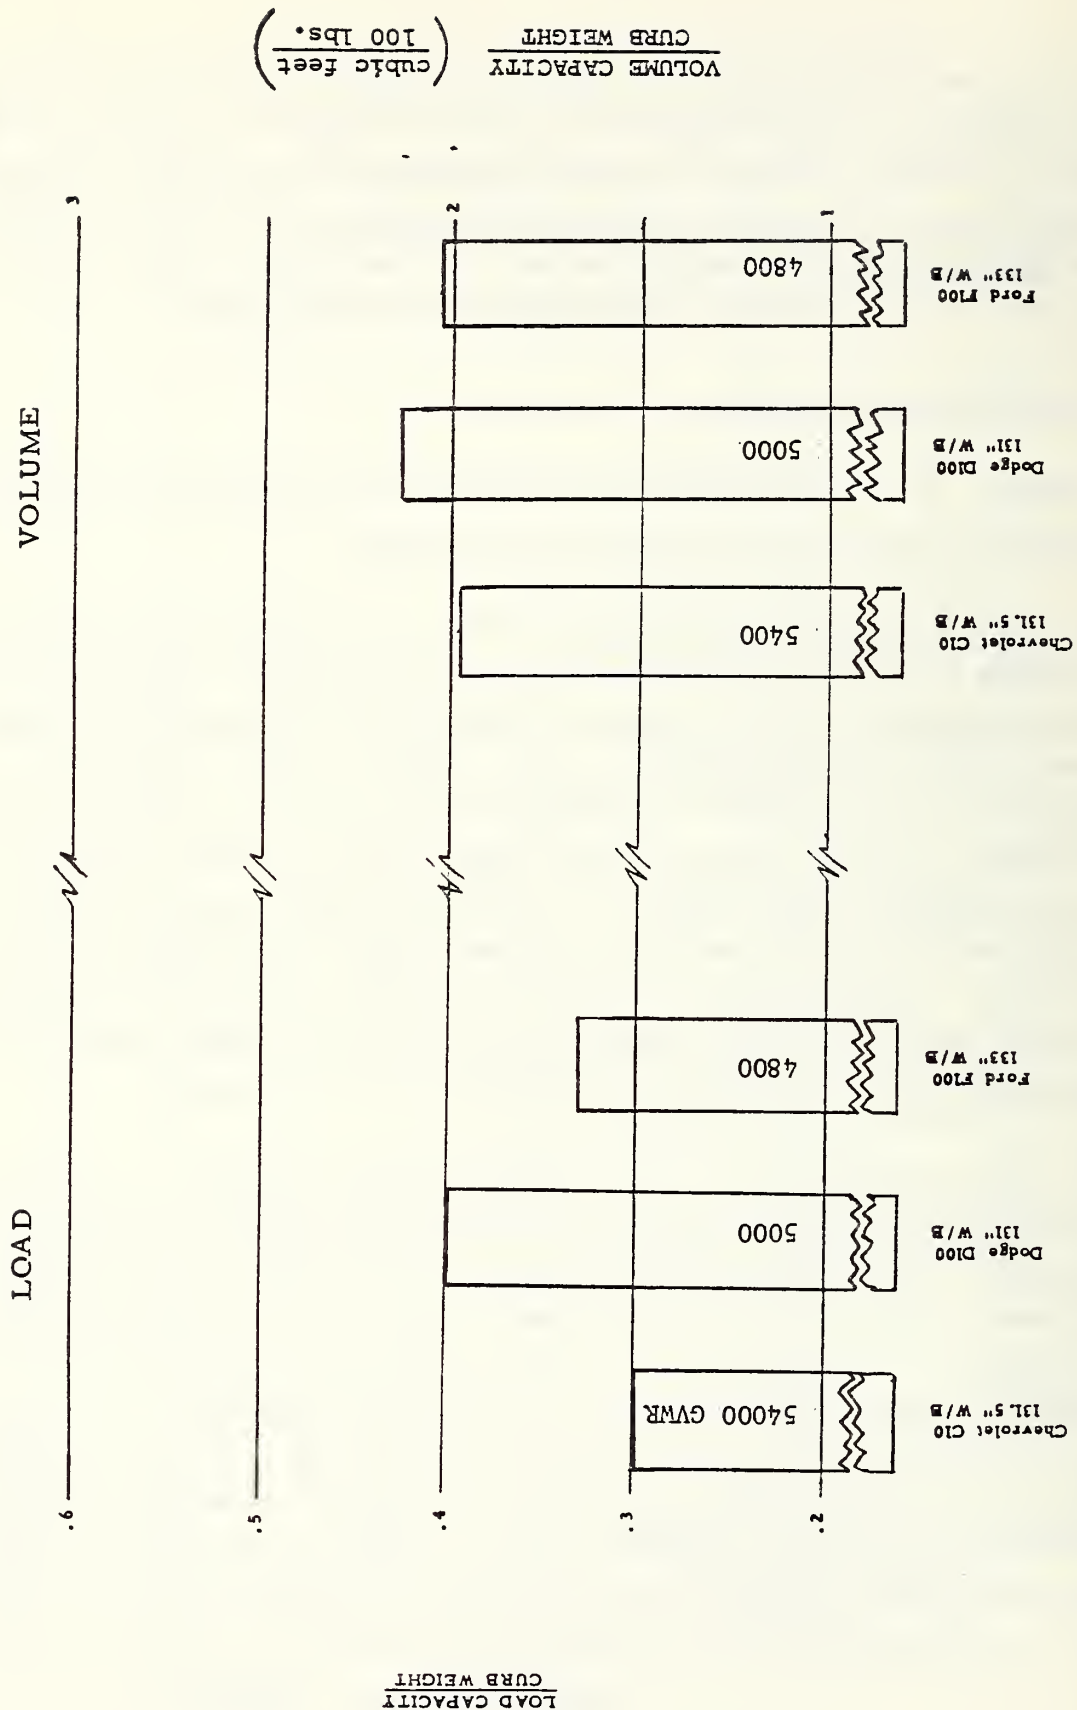 LOAD
VOLUME
LOAD CAPACITY
CURB WEIGHT
.6
.5
.4
.3
.2
54000 GVWR
5000
4800
Chevrolet C10
131.5" W/B
Dodge D100
131" W/B
Ford F100
133" W/B
5400
5000
4800
Chevrolet C10
131.5" W/B
Dodge D100
131" W/B
Ford F100
133" W/B
3
2
1
VOLUME CAPACITY
CURB WEIGHT
(cubic feet
100 lbs.)